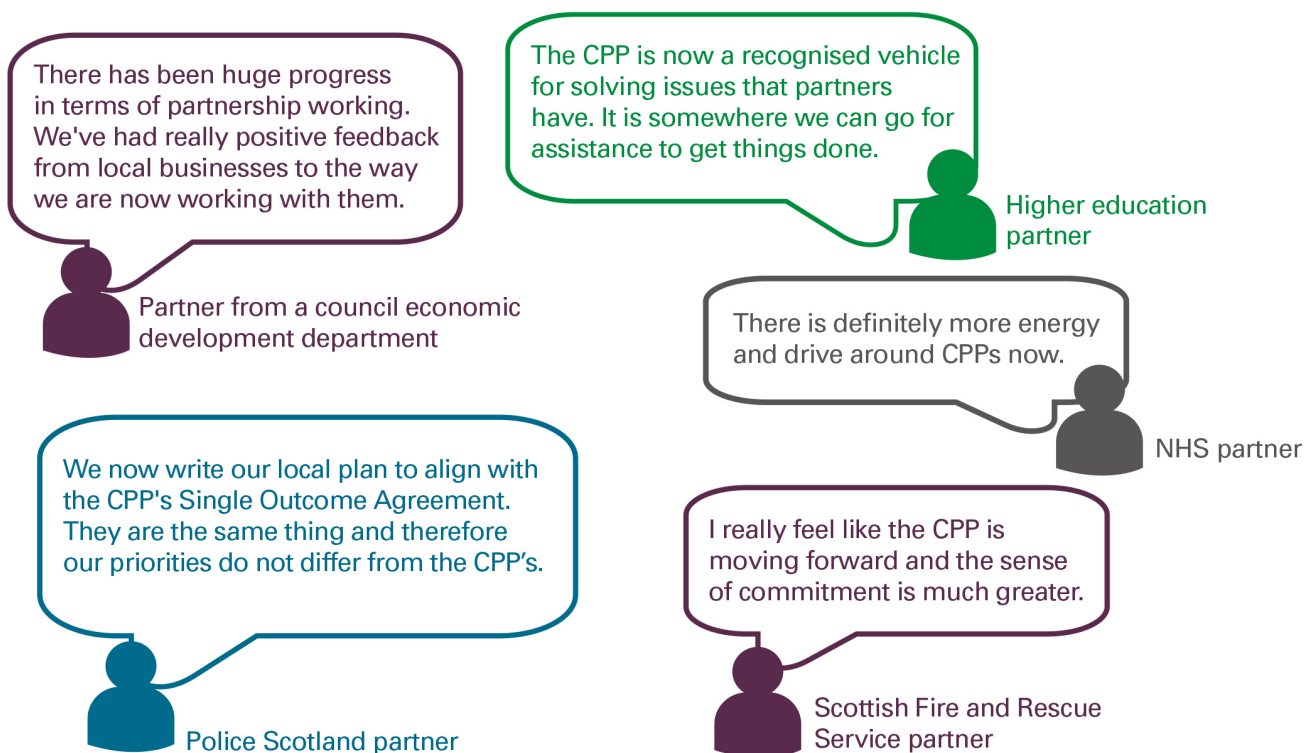 There has been huge progress
in terms of partnership working.
We've had really positive feedback
from local businesses to the way
we are now working with them.
Partner from a council economic
development department
The CPP is now a recognised vehicle
for solving issues that partners
have. It is somewhere we can go for
assistance to get things done.
Higher education
partner
There is definitely more energy
and drive around CPPs now.
NHS partner
We now write our local plan to align with
the CPP's Single Outcome Agreement.
They are the same thing and therefore
our priorities do not differ from the CPP’s.
Police Scotland partner
I really feel like the CPP is
moving forward and the sense
of commitment is much greater.
Scottish Fire and Rescue
Service partner